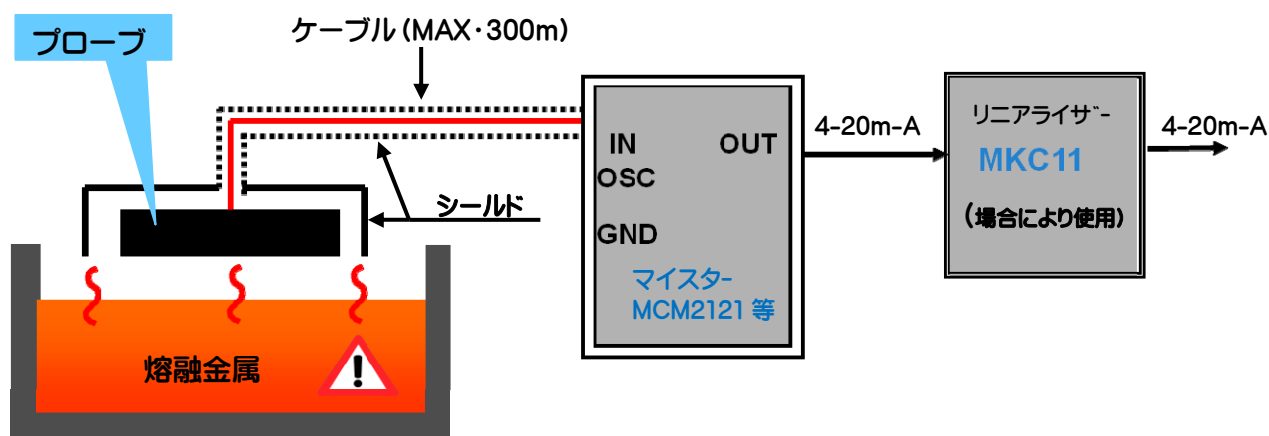 プローブ
ケーブル(MAX・300m)
シールド
熔融金属
IN
OUT
OSC
GND
マイスター
MCM2121 等
4-20m-A
リニアライザー
MKC11
(場合により使用)
4-20m-A